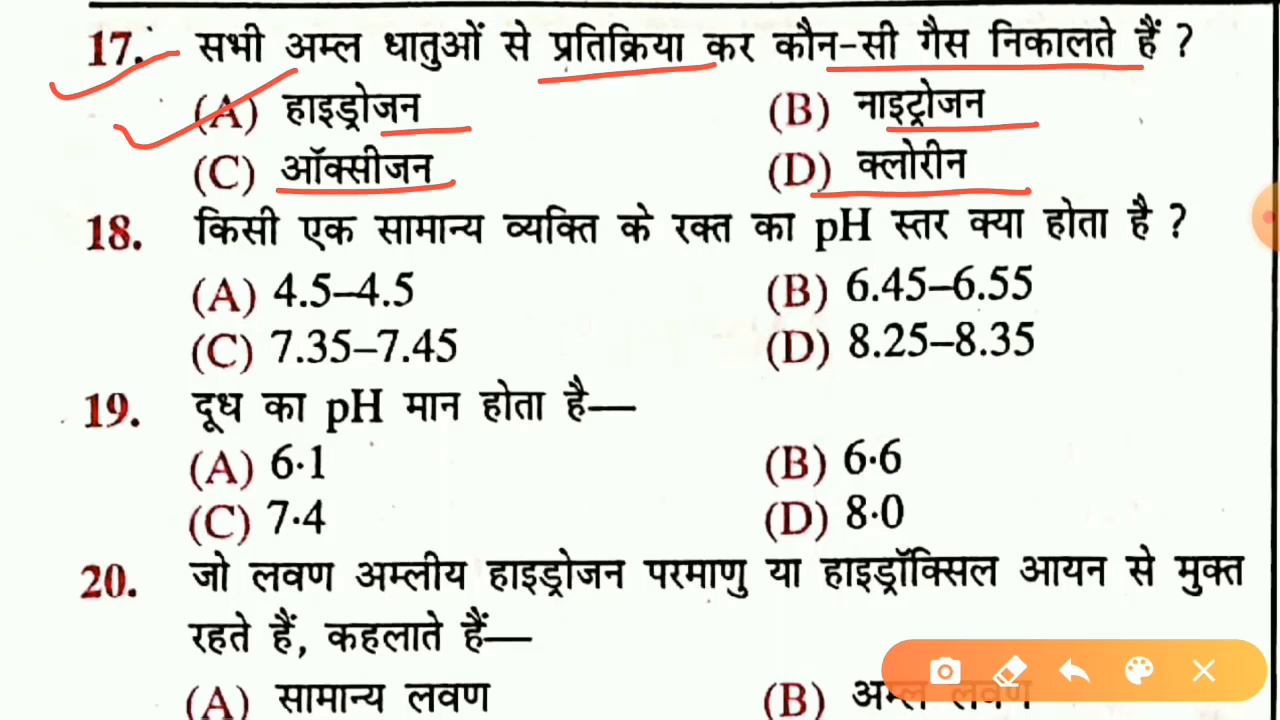 17. सभी अम्ल धातुओं से प्रतिक्रिया कर कौन-सी गैस निकालते हैं ?
(A) हाइड्रोजन (B) नाइट्रोजन
(C) ऑक्सीजन (D) क्लोरीन
18. किसी एक सामान्य व्यक्ति के रक्त का pH स्तर क्या होता है ?
(A) 4.5–4.5 (B) 6.45–6.55
(C) 7.35–7.45 (D) 8.25–8.35
19. दूध का pH मान होता है—
(A) 6·1 (B) 6·6
(C) 7·4 (D) 8·0
20. जो लवण अम्लीय हाइड्रोजन परमाणु या हाइड्रॉक्सिल आयन से मुक्त
रहते हैं, कहलाते हैं—
(A) सामान्य लवण (B) अम्ल लवण